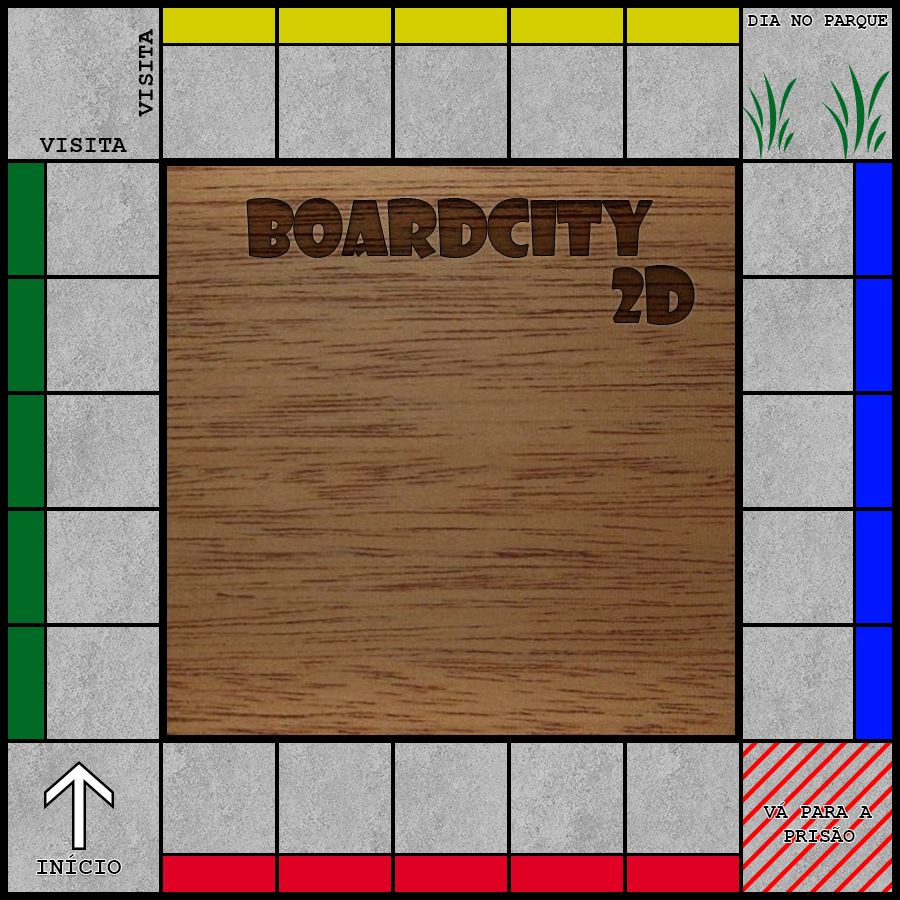 DIA NO PARQUE
VISITA
VISITA
BOARDCITY
2D
VÁ PARA A
PRISÃO
INÍCIO